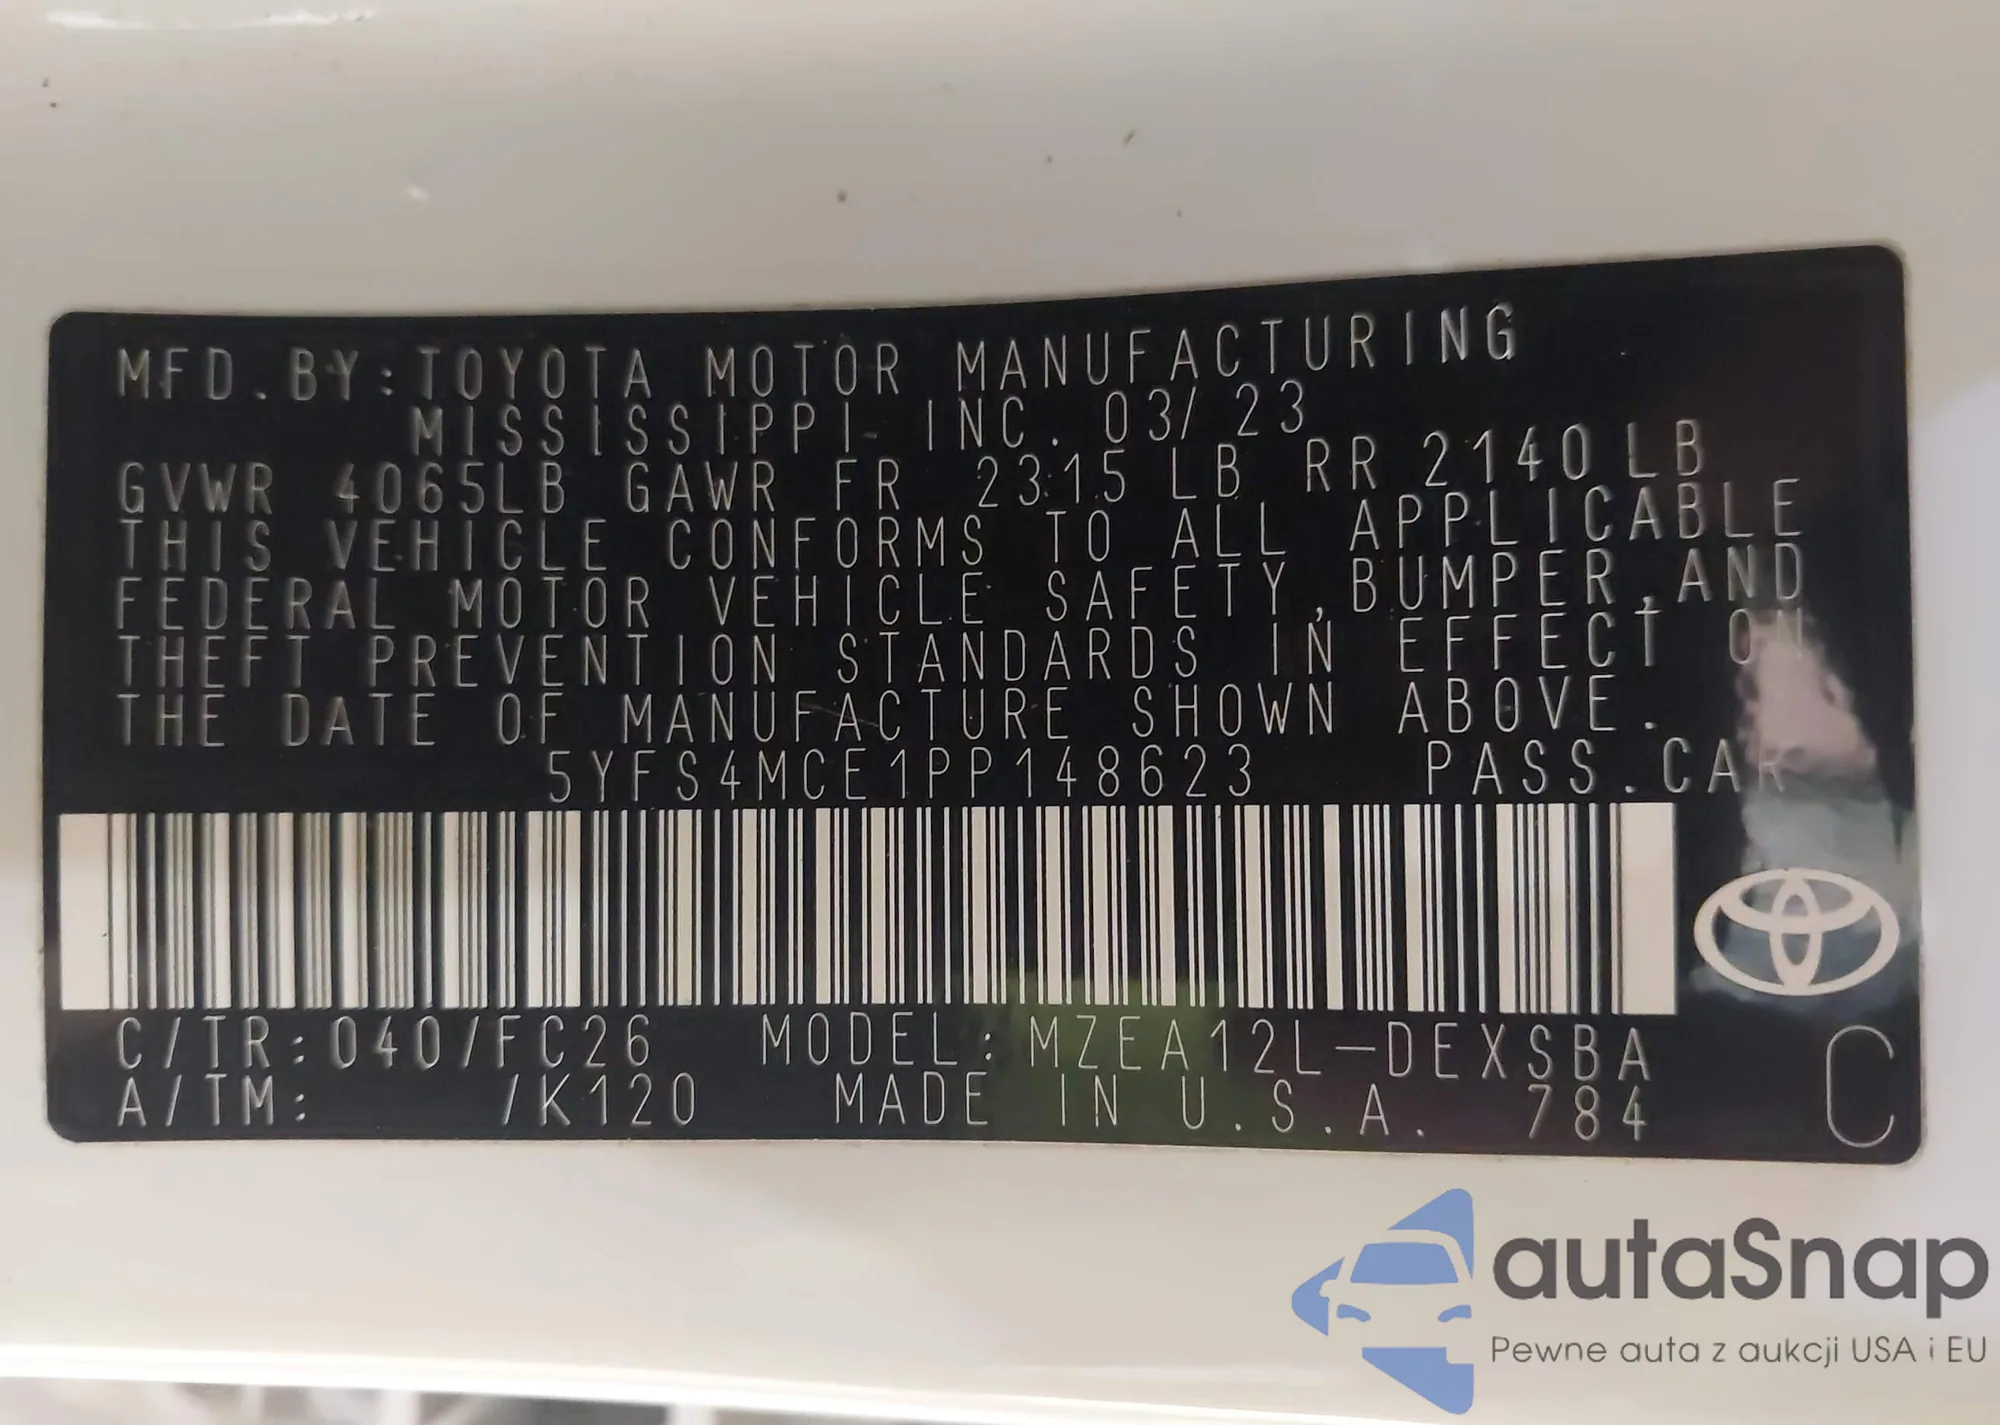 MFD.BY:TOYOTA MOTOR MANUFACTURING
MISSISSIPPI, INC. 03/23
GVWR 4065LB GAWR FR 2315 LB RR 2140LB
THIS VEHICLE CONFORMS TO ALL APPLICABLE
FEDERAL MOTOR VEHICLE SAFETY,BUMPER,AND
THEFT PREVENTION STANDARDS IN EFFECT ON
THE DATE OF MANUFACTURE SHOWN ABOVE.
5YFS4MCE1PP148623 PASS.CAR
C/TR:040/FC26 MODEL:MZEA12L-DEXSBA
A/TM: /K120 MADE IN U.S.A. 784
C
autaSnap
Pewne auta z aukcji USA i EU